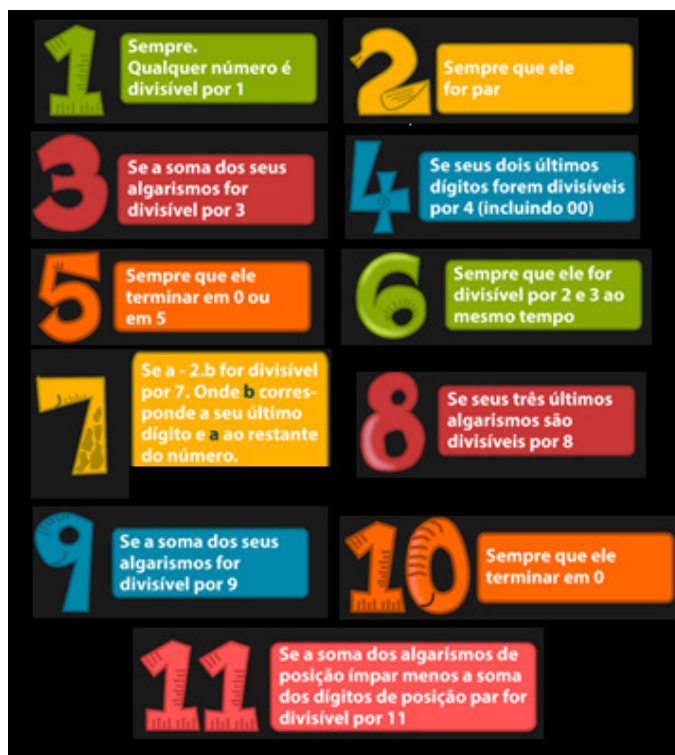 1
Sempre.
Qualquer número é
divisível por 1
2
Sempre que ele
for par
3
Se a soma dos seus
algarismos for
divisível por 3
4
Se seus dois últimos
dígitos forem divisíveis
por 4 (incluindo 00)
5
Sempre que ele
terminar em 0 ou
em 5
6
Sempre que ele for
divisível por 2 e 3 ao
mesmo tempo
7
Se a - 2.b for divisível
por 7. Onde b corres-
ponde a seu último
dígito e a ao restante
do número.
8
Se seus três últimos
algarismos são
divisíveis por 8
9
Se a soma dos seus
algarismos for
divisível por 9
10
Sempre que ele
terminar em 0
11
Se a soma dos algarismos de
posição ímpar menos a soma
dos dígitos de posição par for
divisível por 11